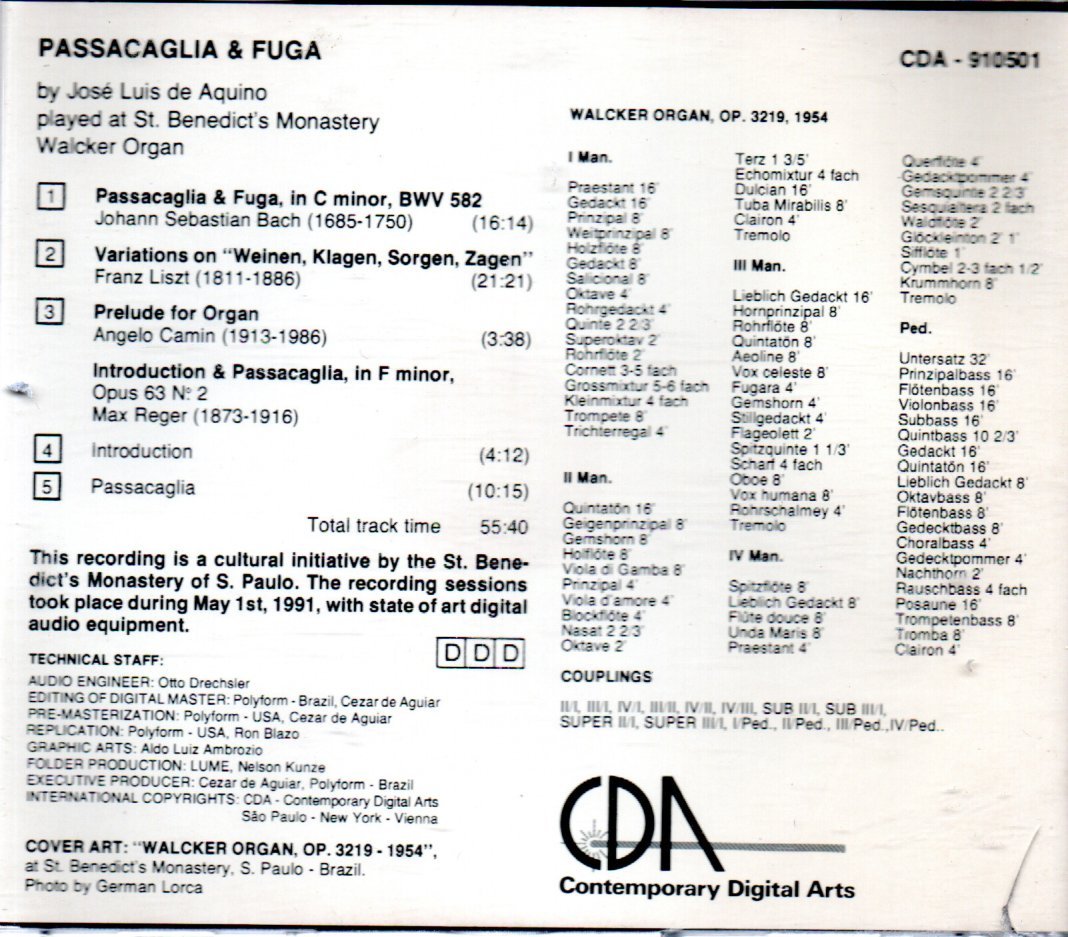 PASSACAGLIA & FUGA
by José Luis de Aquino
played at St. Benedict's Monastery
Walcker Organ
1 Passacaglia & Fuga, in C minor, BWV 582
Johann Sebastian Bach (1685-1750) (16:14)
2 Variations on "Weinen, Klagen, Sorgen, Zagen"
Franz Liszt (1811-1886) (21:21)
3 Prelude for Organ
Angelo Camin (1913-1986) (3:38)
Introduction & Passacaglia, in F minor,
Opus 63 Nº 2
Max Reger (1873-1916)
4 Introduction (4:12)
5 Passacaglia (10:15)
Total track time 55:40
This recording is a cultural initiative by the St. Bene-
dict's Monastery of S. Paulo. The recording sessions
took place during May 1st, 1991, with state of art digital
audio equipment.
DDD
TECHNICAL STAFF:
AUDIO ENGINEER: Otto Drechsler
EDITING OF DIGITAL MASTER: Polyform - Brazil, Cezar de Aguiar
PRE-MASTERIZATION: Polyform - USA, Cezar de Aguiar
REPLICATION: Polyform - USA, Ron Blazo
GRAPHIC ARTS: Aldo Luiz Ambrozio
FOLDER PRODUCTION: LUME, Nelson Kunze
EXECUTIVE PRODUCER: Cezar de Aguiar, Polyform - Brazil
INTERNATIONAL COPYRIGHTS: CDA - Contemporary Digital Arts
São Paulo - New York - Vienna
COVER ART: "WALCKER ORGAN, OP. 3219 - 1954",
at St. Benedict's Monastery, S. Paulo - Brazil.
Photo by German Lorca
CDA - 910501
WALCKER ORGAN, OP. 3219, 1954
I Man.
Praestant 16'
Gedackt 16'
Prinzipal 8'
Weitprinzipal 8'
Holzflöte 8'
Gedackt 8'
Salicional 8'
Oktave 4'
Rohrgedackt 4'
Quinte 2 2/3'
Superoktav 2'
Rohrflöte 2'
Cornett 3-5 fach
Grossmixtur 5-6 fach
Kleinmixtur 4 fach
Trompete 8'
Trichterregal 4'
II Man.
Quintatön 16'
Geigenprinzipal 8'
Gemshorn 8'
Holflöte 8'
Viola di Gamba 8'
Prinzipal 4'
Viola d'amore 4'
Blockflöte 4'
Nasat 2 2/3'
Oktave 2'
Terz 1 3/5'
Echomixtur 4 fach
Dulcian 16'
Tuba Mirabilis 8'
Clairon 4'
Tremolo
III Man.
Lieblich Gedackt 16'
Hornprinzipal 8'
Rohrflöte 8'
Quintatön 8'
Aeoline 8'
Vox celeste 8'
Fugara 4'
Gemshorn 4'
Stillgedackt 4'
Flageolett 2'
Spitzquinte 1 1/3'
Scharf 4 fach
Oboe 8'
Vox humana 8'
Rohrschalmey 4'
Tremolo
IV Man.
Spitzflöte 8'
Lieblich Gedackt 8'
Flüte douce 8'
Unda Maris 8'
Praestant 4'
Querflöte 4'
Gedacktpommer 4'
Gemsquinte 2 2/3'
Sesquialtera 2 fach
Waldflöte 2'
Glöckleinton 2' 1'
Sifflöte 1'
Cymbel 2-3 fach 1/2'
Krummhorn 8'
Tremolo
Ped.
Untersatz 32'
Prinzipalbass 16'
Flötenbass 16'
Violonbass 16'
Subbass 16'
Quintbass 10 2/3'
Gedackt 16'
Quintatön 16'
Lieblich Gedackt 8'
Oktavbass 8'
Flötenbass 8'
Gedecktbass 8'
Choralbass 4'
Gedecktpommer 4'
Nachthorn 2'
Rauschbass 4 fach
Posaune 16'
Trompetenbass 8'
Tromba 8'
Clairon 4'
COUPLINGS
II/I, III/I, IV/I, III/II, IV/II, IV/III, SUB II/I, SUB III/I,
SUPER II/I, SUPER III/I, I/Ped., II/Ped., III/Ped.,IV/Ped..
CDA
Contemporary Digital Arts